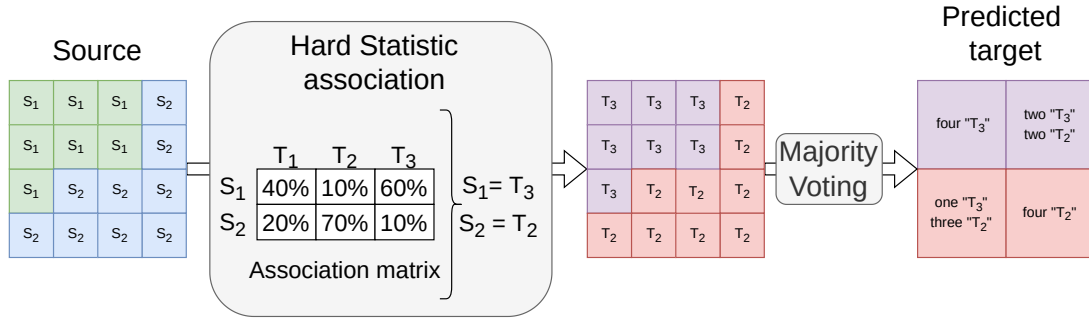 Source
S₁ S₁ S₁ S₂
S₁ S₁ S₁ S₂
S₁ S₂ S₂ S₂
S₂ S₂ S₂ S₂
Hard Statistic
association
T₁ T₂ T₃
S₁ 40% 10% 60%
S₂ 20% 70% 10%
Association matrix
S₁= T₃
S₂ = T₂
T₃ T₃ T₃ T₂
T₃ T₃ T₃ T₂
T₃ T₂ T₂ T₂
T₂ T₂ T₂ T₂
Majority
Voting
Predicted
target
four "T₃"
two "T₃"
two "T₂"
one "T₃"
three "T₂"
four "T₂"